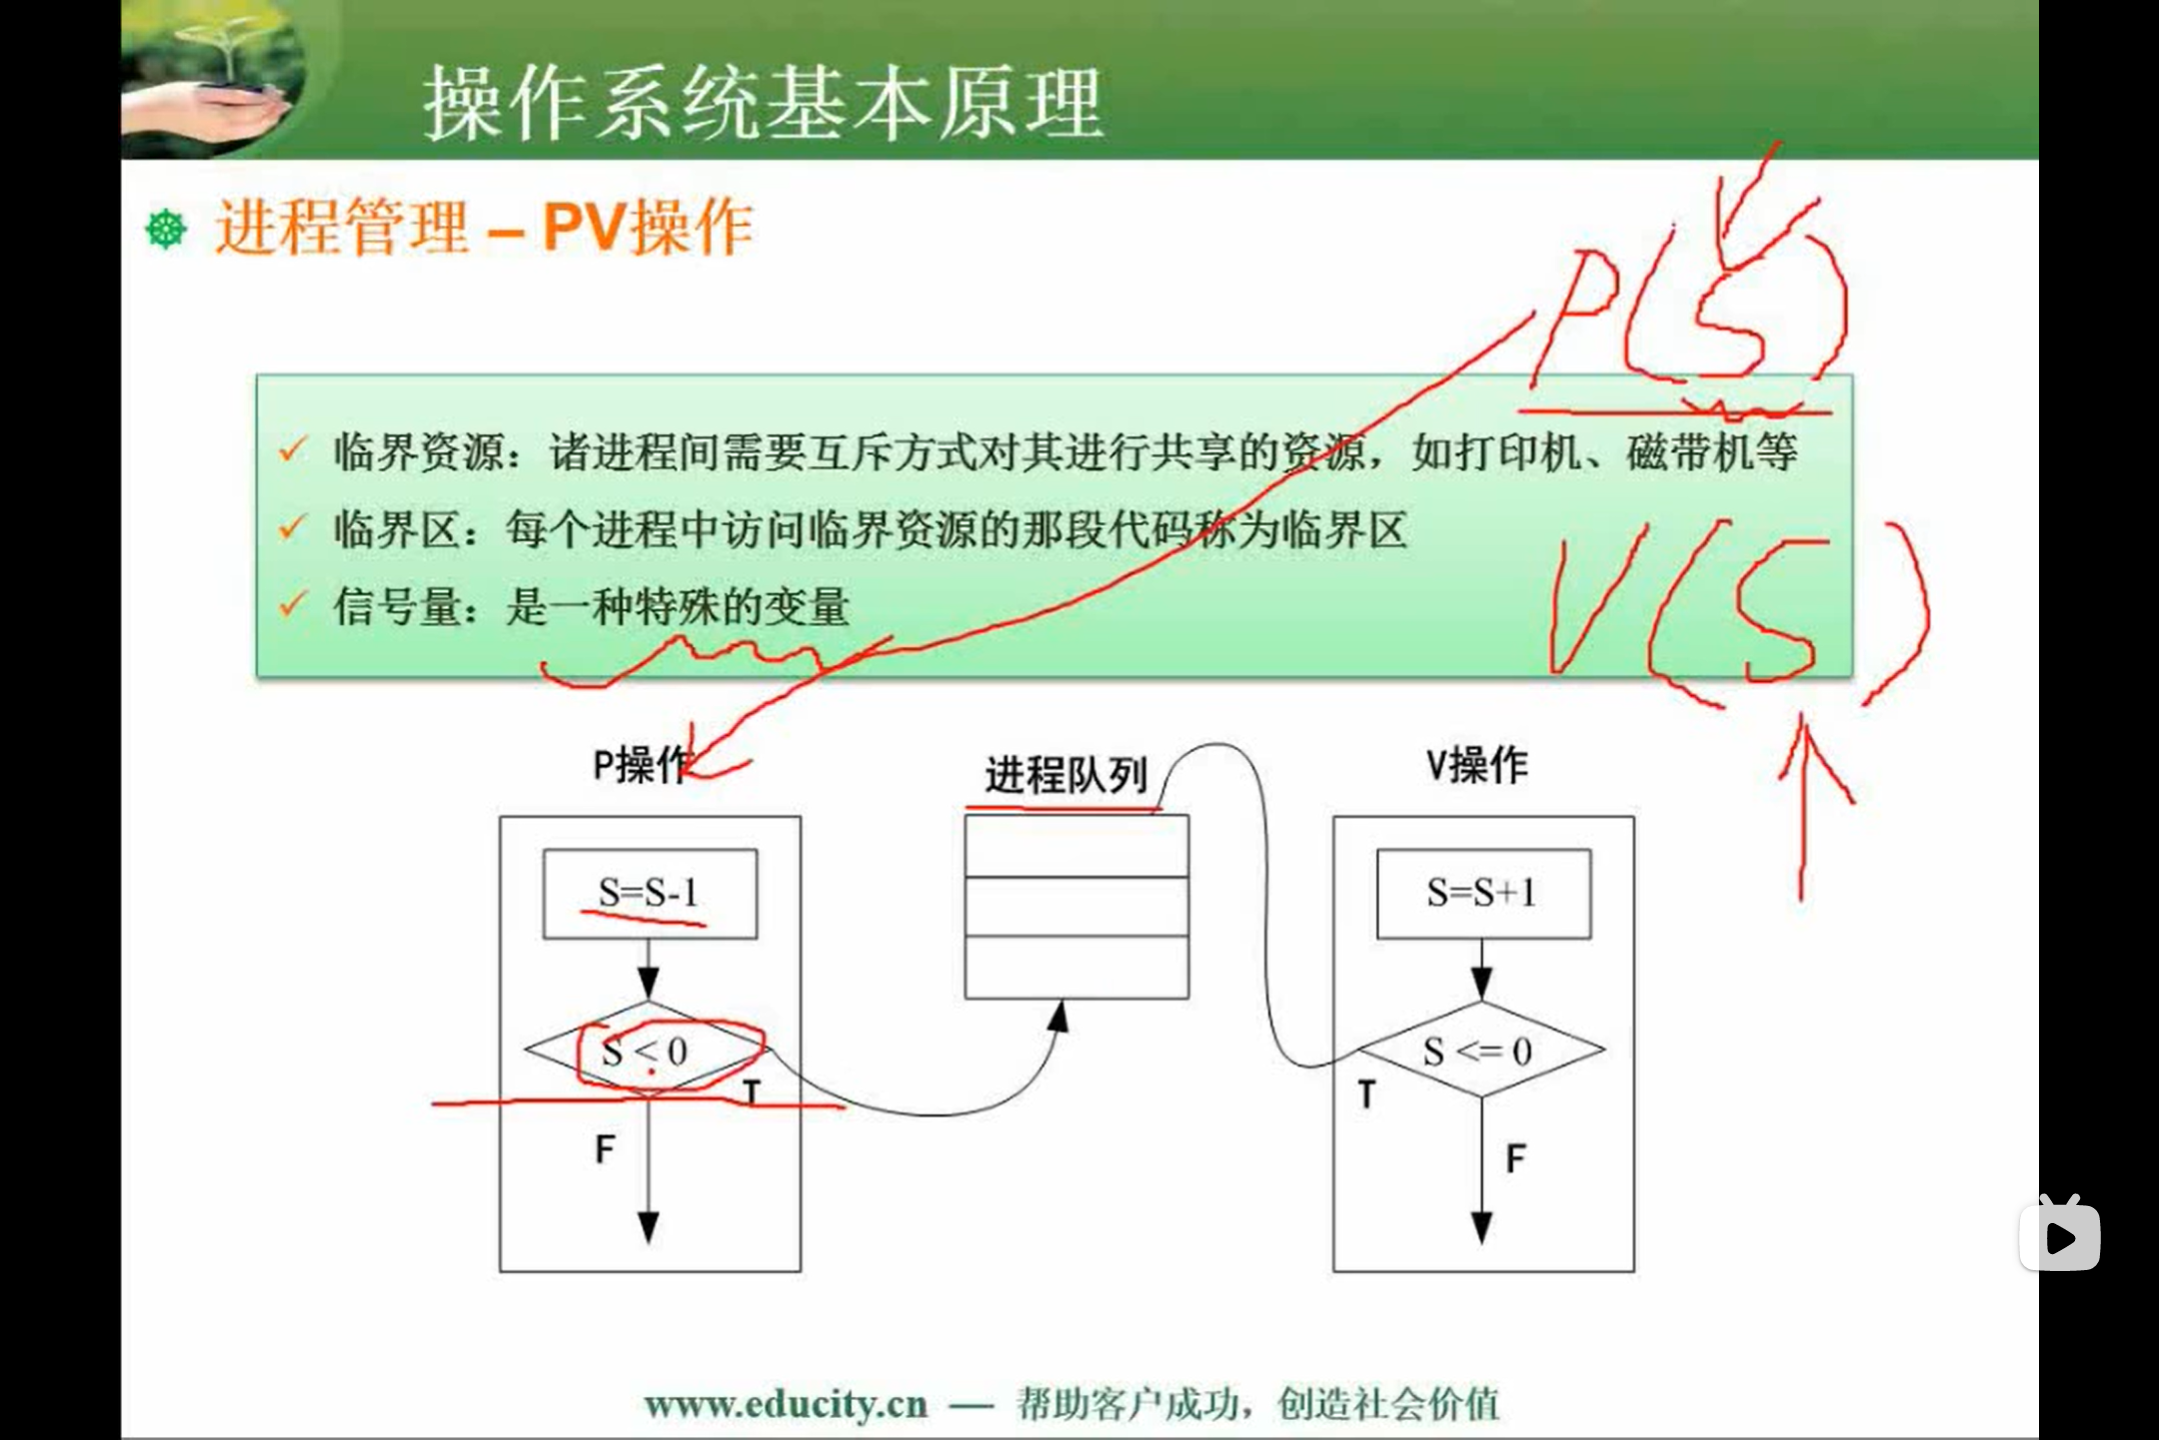 操作系统基本原理
进程管理 – PV操作
P(S)
临界资源：诸进程间需要互斥方式对其进行共享的资源，如打印机、磁带机等
临界区：每个进程中访问临界资源的那段代码称为临界区
信号量：是一种特殊的变量
V(S)
P操作
进程队列
V操作
S=S-1
S=S+1
S < 0
S <= 0
T
T
F
F
www.educity.cn — 帮助客户成功，创造社会价值